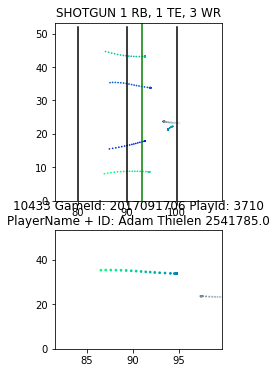 SHOTGUN 1 RB, 1 TE, 3 WR
50
40
30
20
10
0
80 90 100
10433 GameId: 2017091706 PlayId: 3710
PlayerName + ID: Adam Thielen 2541785.0
40
20
0
85 90 95